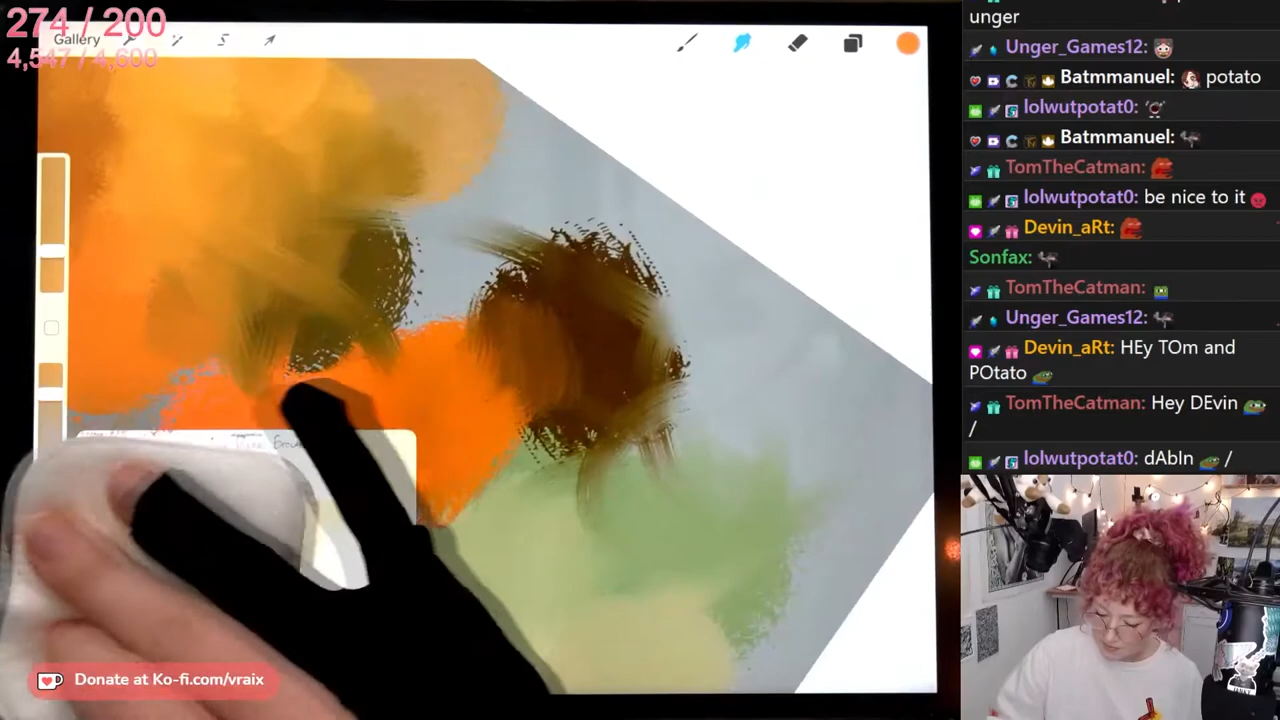 274 / 200
4,547 / 4,600
Gallery
Donate at Ko-fi.com/vraix
unger
Unger_Games12:
Batmmanuel: potato
lolwutpotat0:
Batmmanuel:
TomTheCatman:
lolwutpotat0: be nice to it
Devin_aRt:
Sonfax:
TomTheCatman:
Unger_Games12:
Devin_aRt: HEy TOm and
POtato
TomTheCatman: Hey DEvin
/
lolwutpotat0: dAbIn /